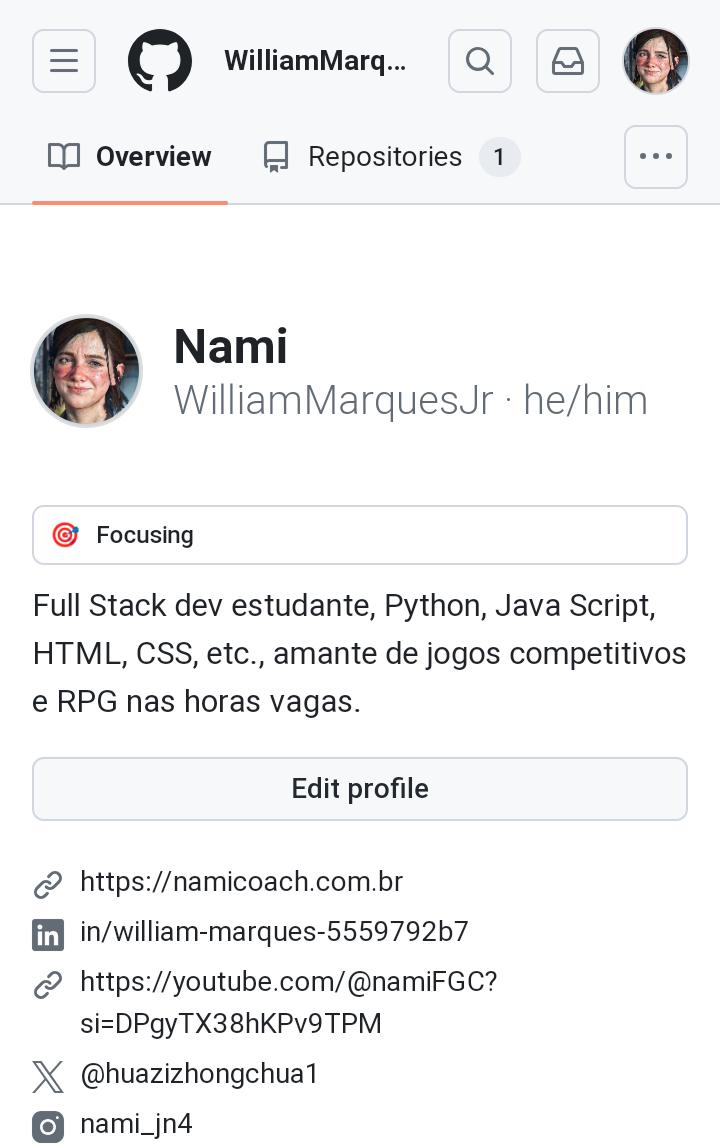 WilliamMarq...
Overview
Repositories 1
Nami
WilliamMarquesJr · he/him
Focusing
Full Stack dev estudante, Python, Java Script,
HTML, CSS, etc., amante de jogos competitivos
e RPG nas horas vagas.
Edit profile
https://namicoach.com.br
in/william-marques-5559792b7
https://youtube.com/@namiFGC?
si=DPgyTX38hKPv9TPM
@huazizhongchua1
nami_jn4